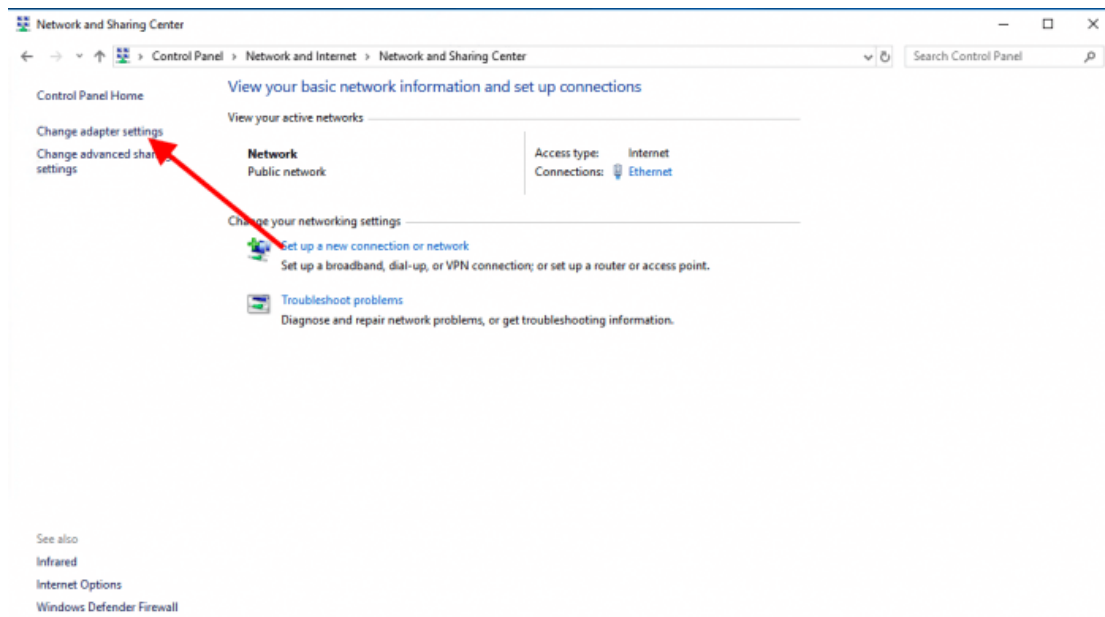 Network and Sharing Center
Control Panel > Network and Internet > Network and Sharing Center
Search Control Panel
Control Panel Home
Change adapter settings
Change advanced sharing
settings
View your basic network information and set up connections
View your active networks
Network
Public network
Access type: Internet
Connections: Ethernet
Change your networking settings
Set up a new connection or network
Set up a broadband, dial-up, or VPN connection; or set up a router or access point.
Troubleshoot problems
Diagnose and repair network problems, or get troubleshooting information.
See also
Infrared
Internet Options
Windows Defender Firewall